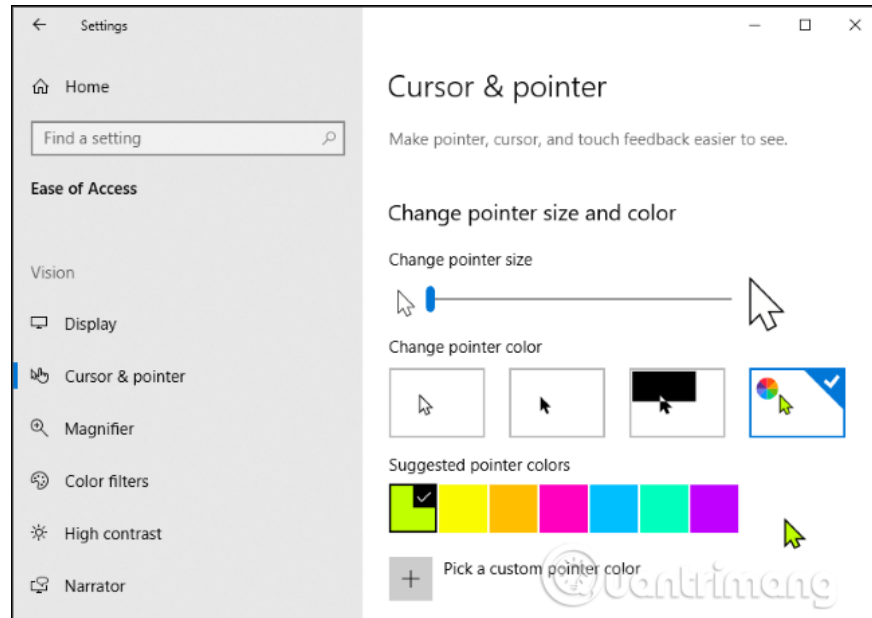 Settings
Home
Find a setting
Ease of Access
Vision
Display
Cursor & pointer
Magnifier
Color filters
High contrast
Narrator
Cursor & pointer
Make pointer, cursor, and touch feedback easier to see.
Change pointer size and color
Change pointer size
Change pointer color
Suggested pointer colors
Pick a custom pointer color
Quantrimang